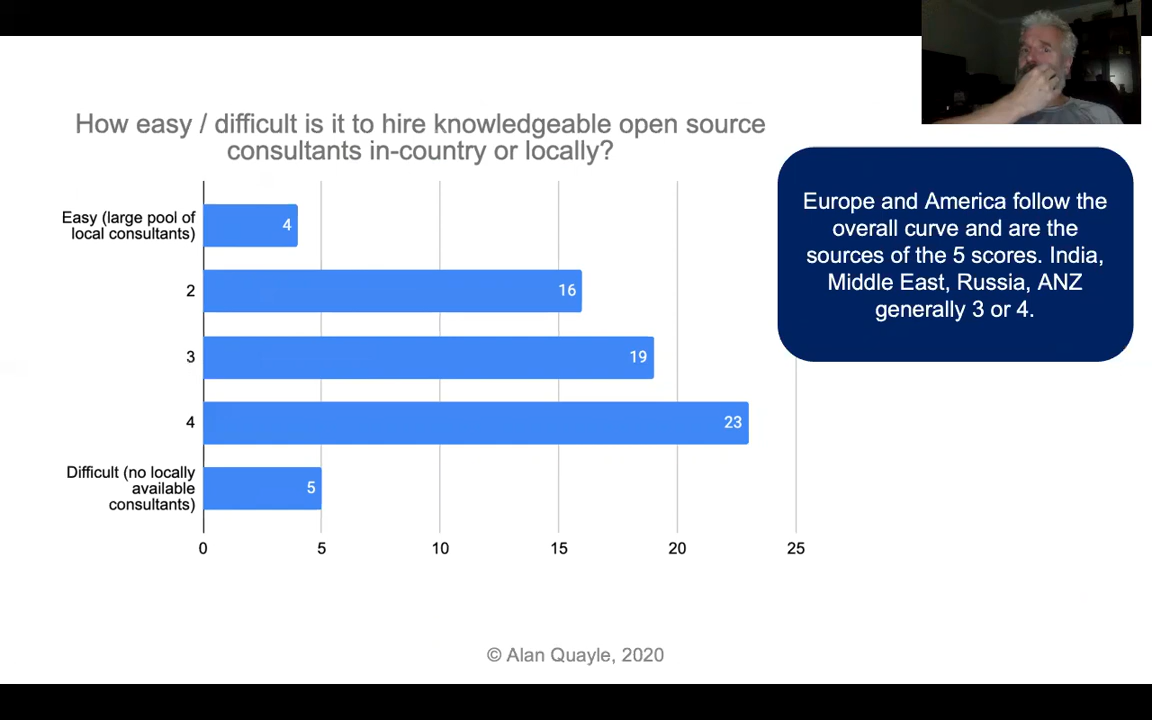 How easy / difficult is it to hire knowledgeable open source
consultants in-country or locally?
Easy (large pool of
local consultants)
4
2
16
3
19
4
23
Difficult (no locally
available
consultants)
5
0
5
10
15
20
25
Europe and America follow the
overall curve and are the
sources of the 5 scores. India,
Middle East, Russia, ANZ
generally 3 or 4.
© Alan Quayle, 2020